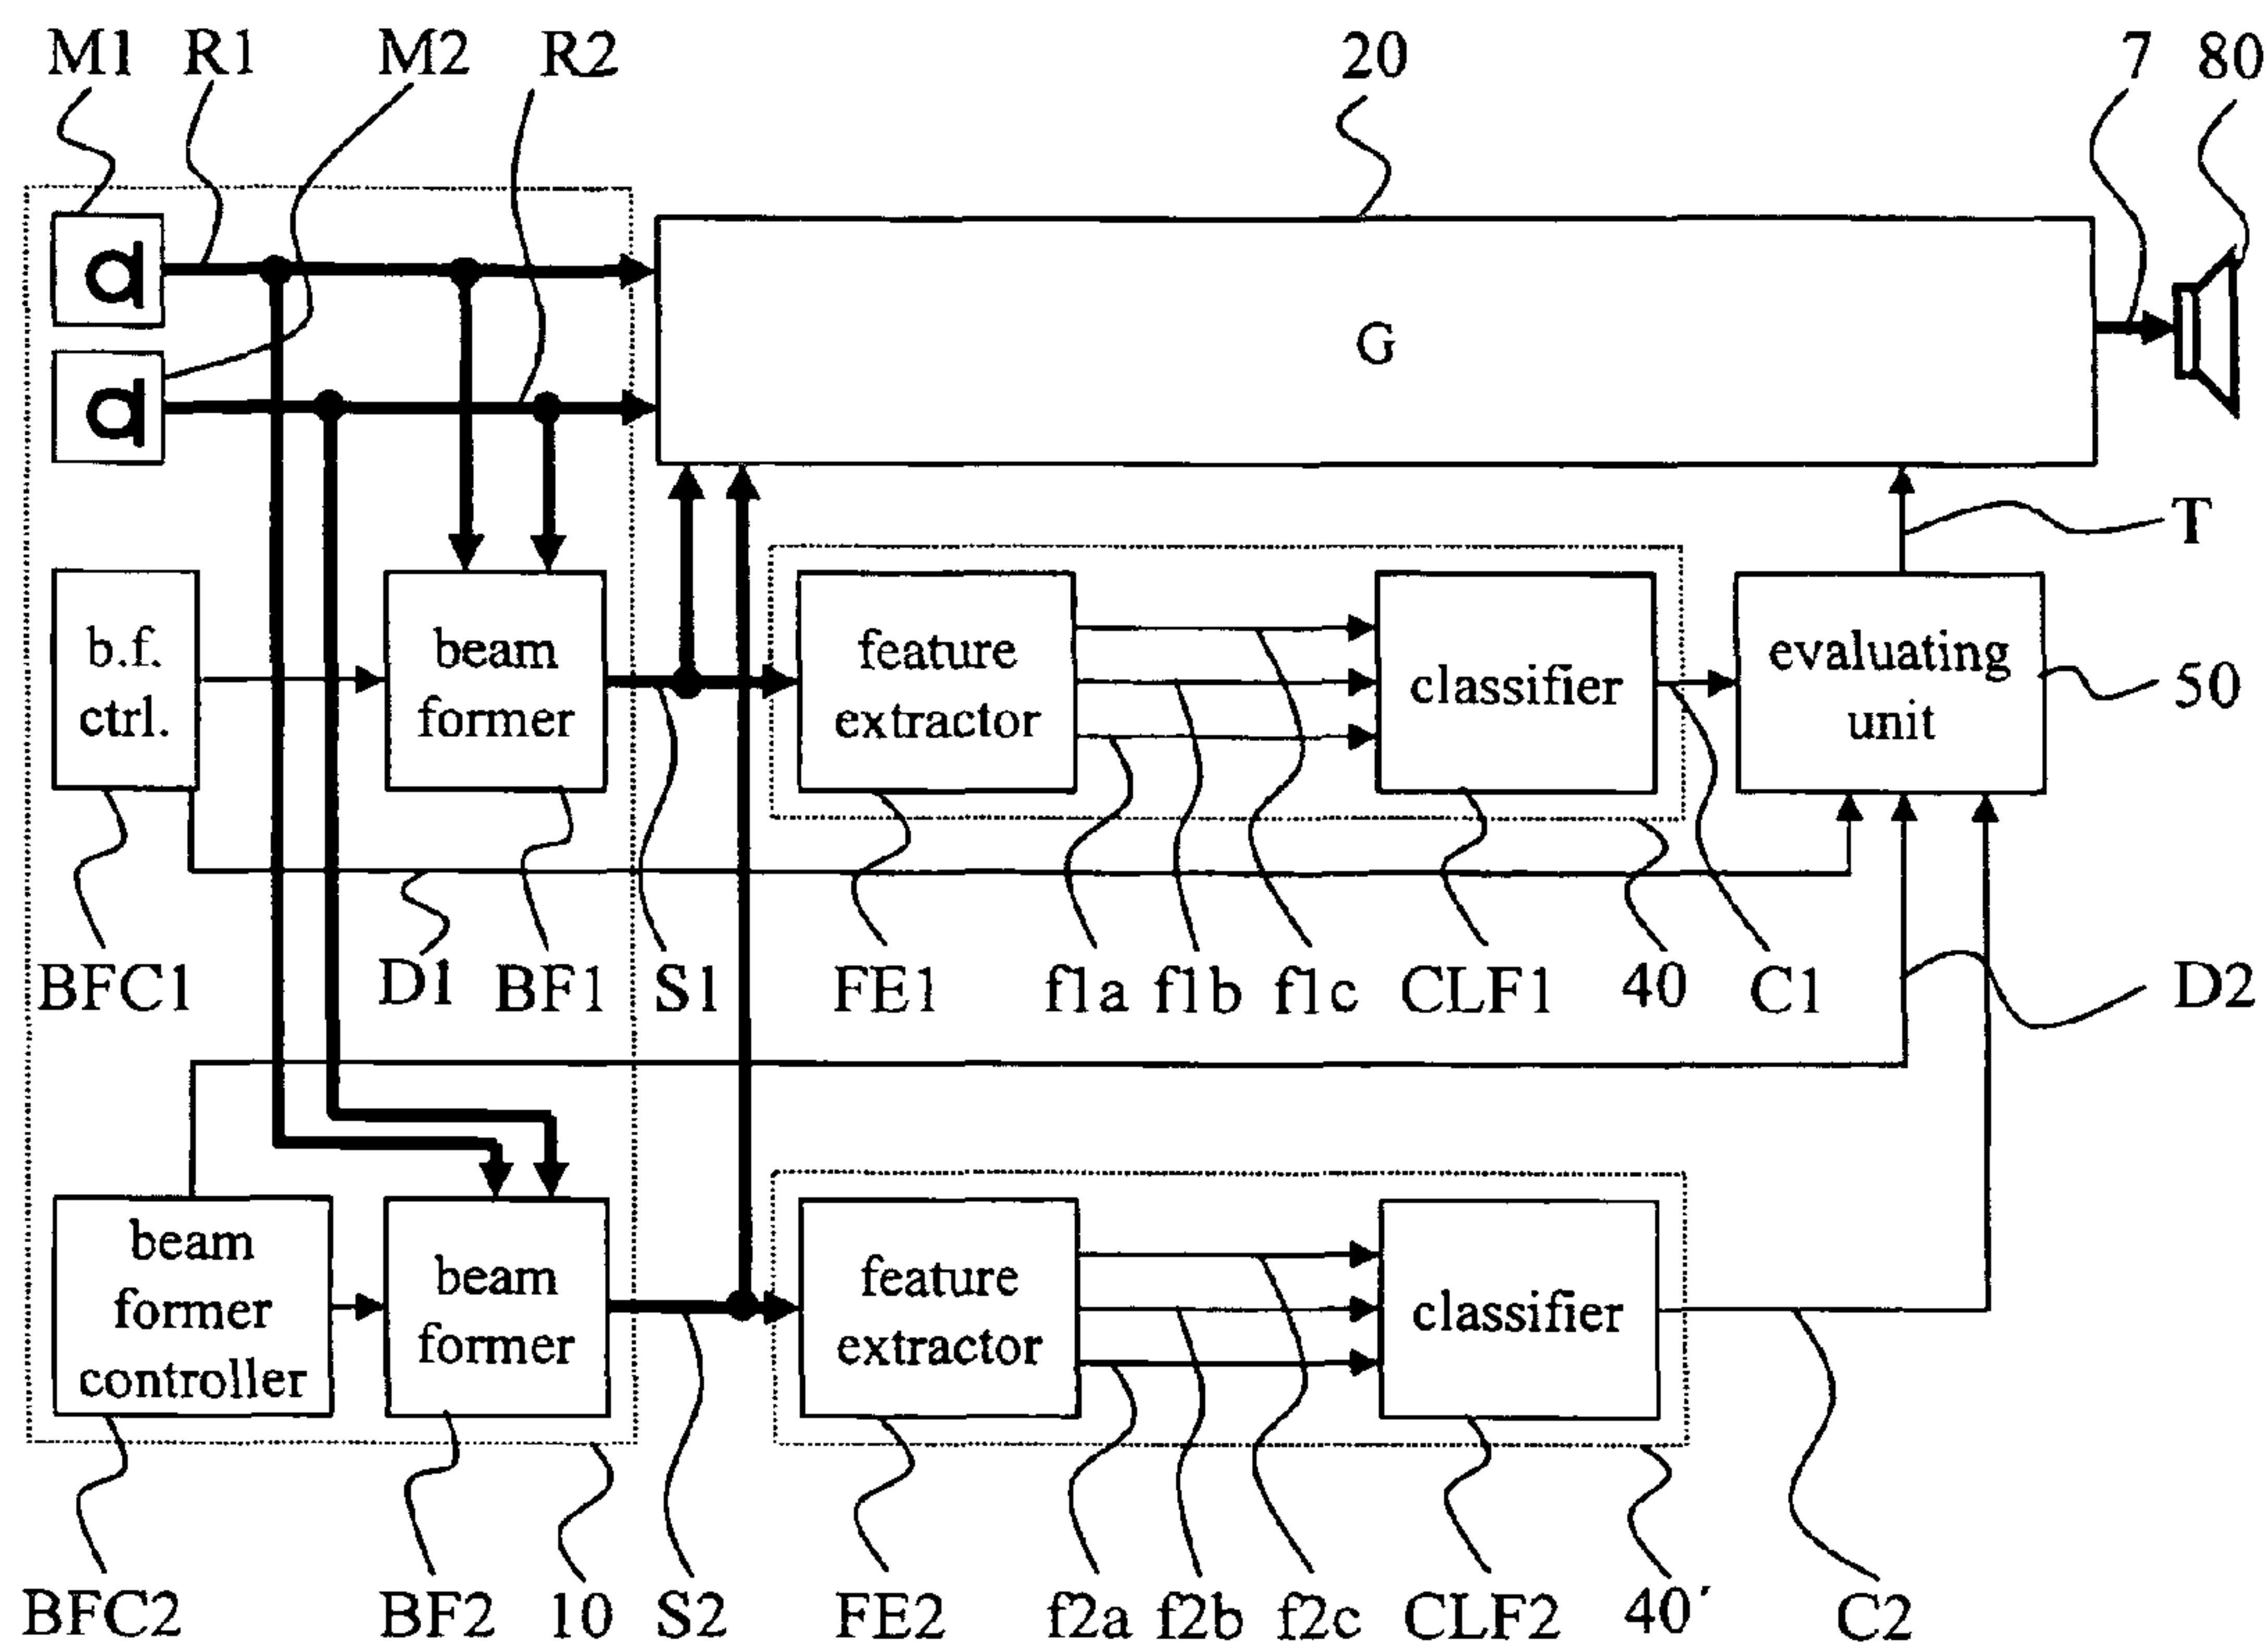 M1 R1 M2 R2 20 7 80
G
T
b.f.
ctrl.
beam
former
feature
extractor
classifier
evaluating
unit
50
BFC1 D1 BF1 S1 FE1 f1a f1b f1c CLF1 40 C1 D2
beam
former
controller
beam
former
feature
extractor
classifier
BFC2 BF2 10 S2 FE2 f2a f2b f2c CLF2 40' C2